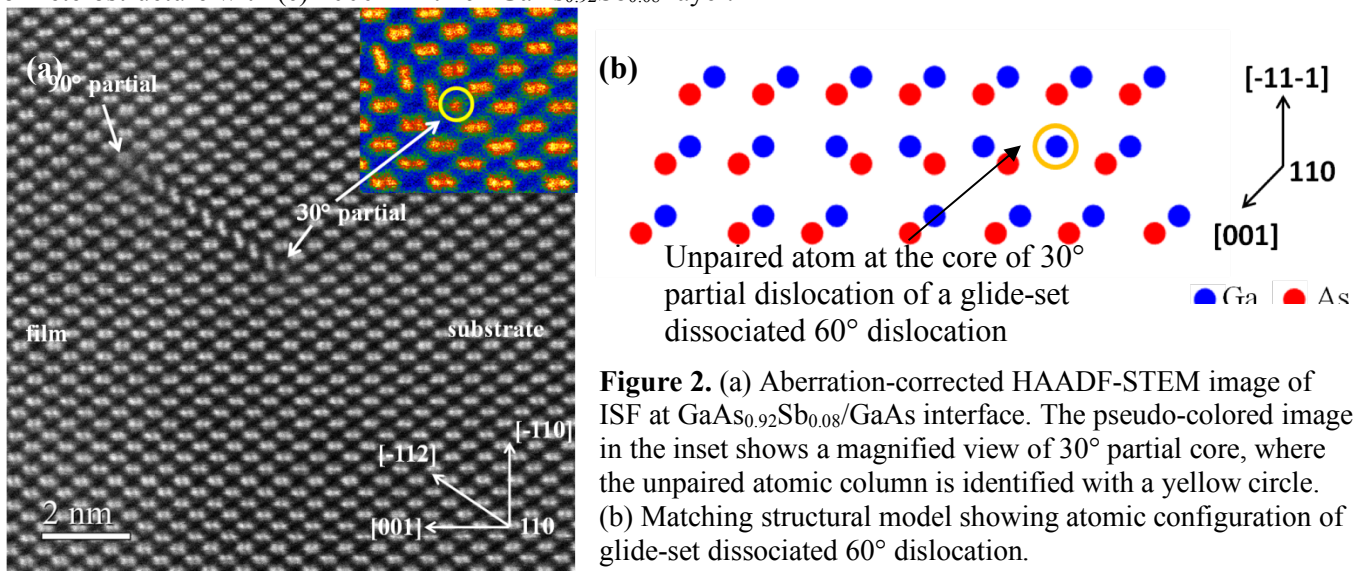 (a)
90° partial
30° partial
film
substrate
[-110]
[-112]
[001]
110
2 nm
(b)
[-11-1]
110
[001]
Unpaired atom at the core of 30°
partial dislocation of a glide-set
dissociated 60° dislocation
Ga
As
Figure 2. (a) Aberration-corrected HAADF-STEM image of
ISF at GaAs₀.₉₂Sb₀.₀₈/GaAs interface. The pseudo-colored image
in the inset shows a magnified view of 30° partial core, where
the unpaired atomic column is identified with a yellow circle.
(b) Matching structural model showing atomic configuration of
glide-set dissociated 60° dislocation.